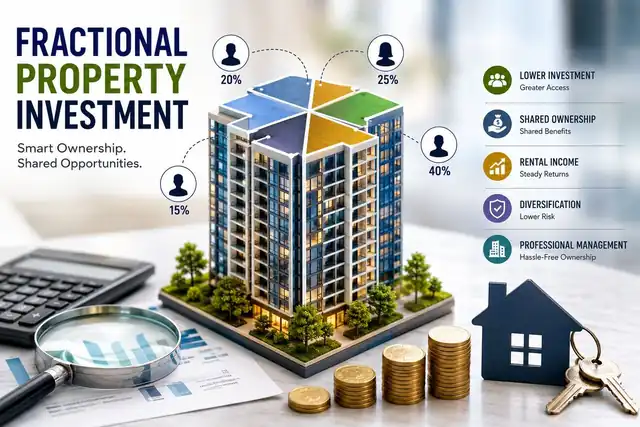 FRACTIONAL
PROPERTY
INVESTMENT
Smart Ownership.
Shared Opportunities.
20%
25%
15%
40%
LOWER INVESTMENT
Greater Access
SHARED OWNERSHIP
Shared Benefits
RENTAL INCOME
Steady Returns
DIVERSIFICATION
Lower Risk
PROFESSIONAL MANAGEMENT
Hassle-Free Ownership